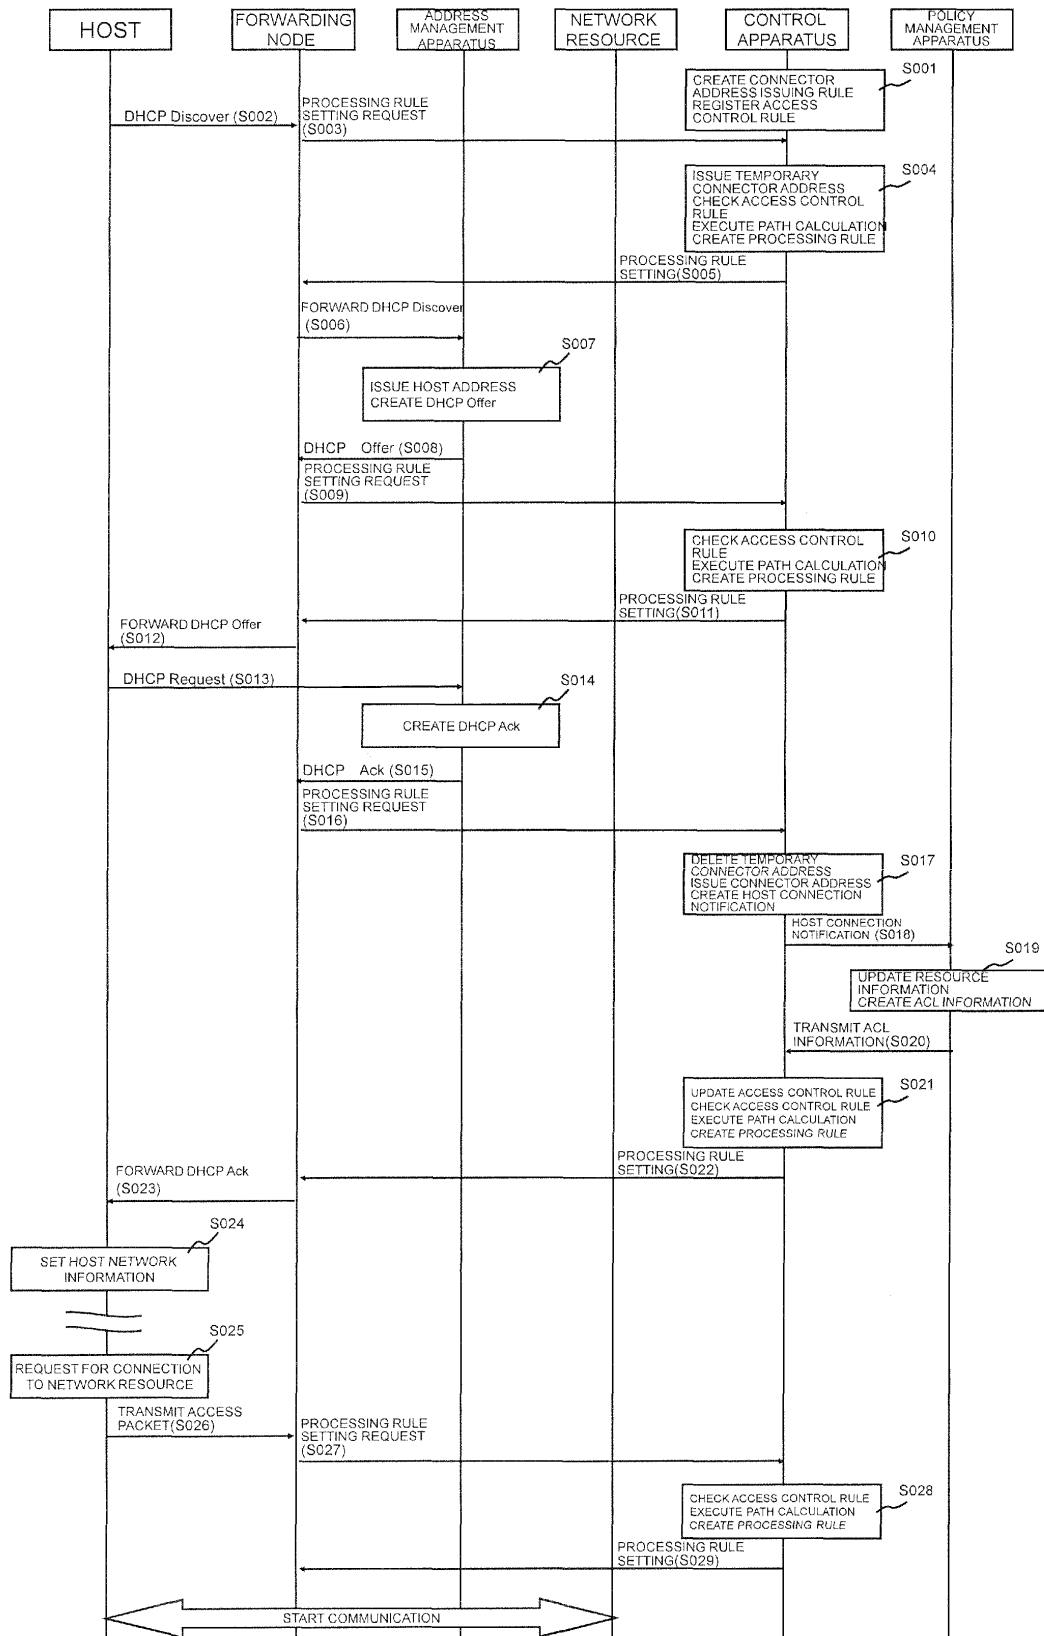 HOST
FORWARDING
NODE
ADDRESS
MANAGEMENT
APPARATUS
NETWORK
RESOURCE
CONTROL
APPARATUS
POLICY
MANAGEMENT
APPARATUS
S001
CREATE CONNECTOR
ADDRESS ISSUING RULE
REGISTER ACCESS
CONTROL RULE
DHCP Discover (S002)
PROCESSING RULE
SETTING REQUEST
(S003)
S004
ISSUE TEMPORARY
CONNECTOR ADDRESS
CHECK ACCESS CONTROL
RULE
EXECUTE PATH CALCULATION
CREATE PROCESSING RULE
PROCESSING RULE
SETTING(S005)
FORWARD DHCP Discover
(S006)
S007
ISSUE HOST ADDRESS
CREATE DHCP Offer
DHCP Offer (S008)
PROCESSING RULE
SETTING REQUEST
(S009)
S010
CHECK ACCESS CONTROL
RULE
EXECUTE PATH CALCULATION
CREATE PROCESSING RULE
PROCESSING RULE
SETTING(S011)
FORWARD DHCP Offer
(S012)
DHCP Request (S013)
S014
CREATE DHCP Ack
DHCP Ack (S015)
PROCESSING RULE
SETTING REQUEST
(S016)
S017
DELETE TEMPORARY
CONNECTOR ADDRESS
ISSUE CONNECTOR ADDRESS
CREATE HOST CONNECTION
NOTIFICATION
HOST CONNECTION
NOTIFICATION (S018)
S019
UPDATE RESOURCE
INFORMATION
CREATE ACL INFORMATION
TRANSMIT ACL
INFORMATION(S020)
S021
UPDATE ACCESS CONTROL RULE
CHECK ACCESS CONTROL RULE
EXECUTE PATH CALCULATION
CREATE PROCESSING RULE
PROCESSING RULE
SETTING(S022)
FORWARD DHCP Ack
(S023)
S024
SET HOST NETWORK
INFORMATION
S025
REQUEST FOR CONNECTION
TO NETWORK RESOURCE
TRANSMIT ACCESS
PACKET(S026)
PROCESSING RULE
SETTING REQUEST
(S027)
S028
CHECK ACCESS CONTROL RULE
EXECUTE PATH CALCULATION
CREATE PROCESSING RULE
PROCESSING RULE
SETTING(S029)
START COMMUNICATION